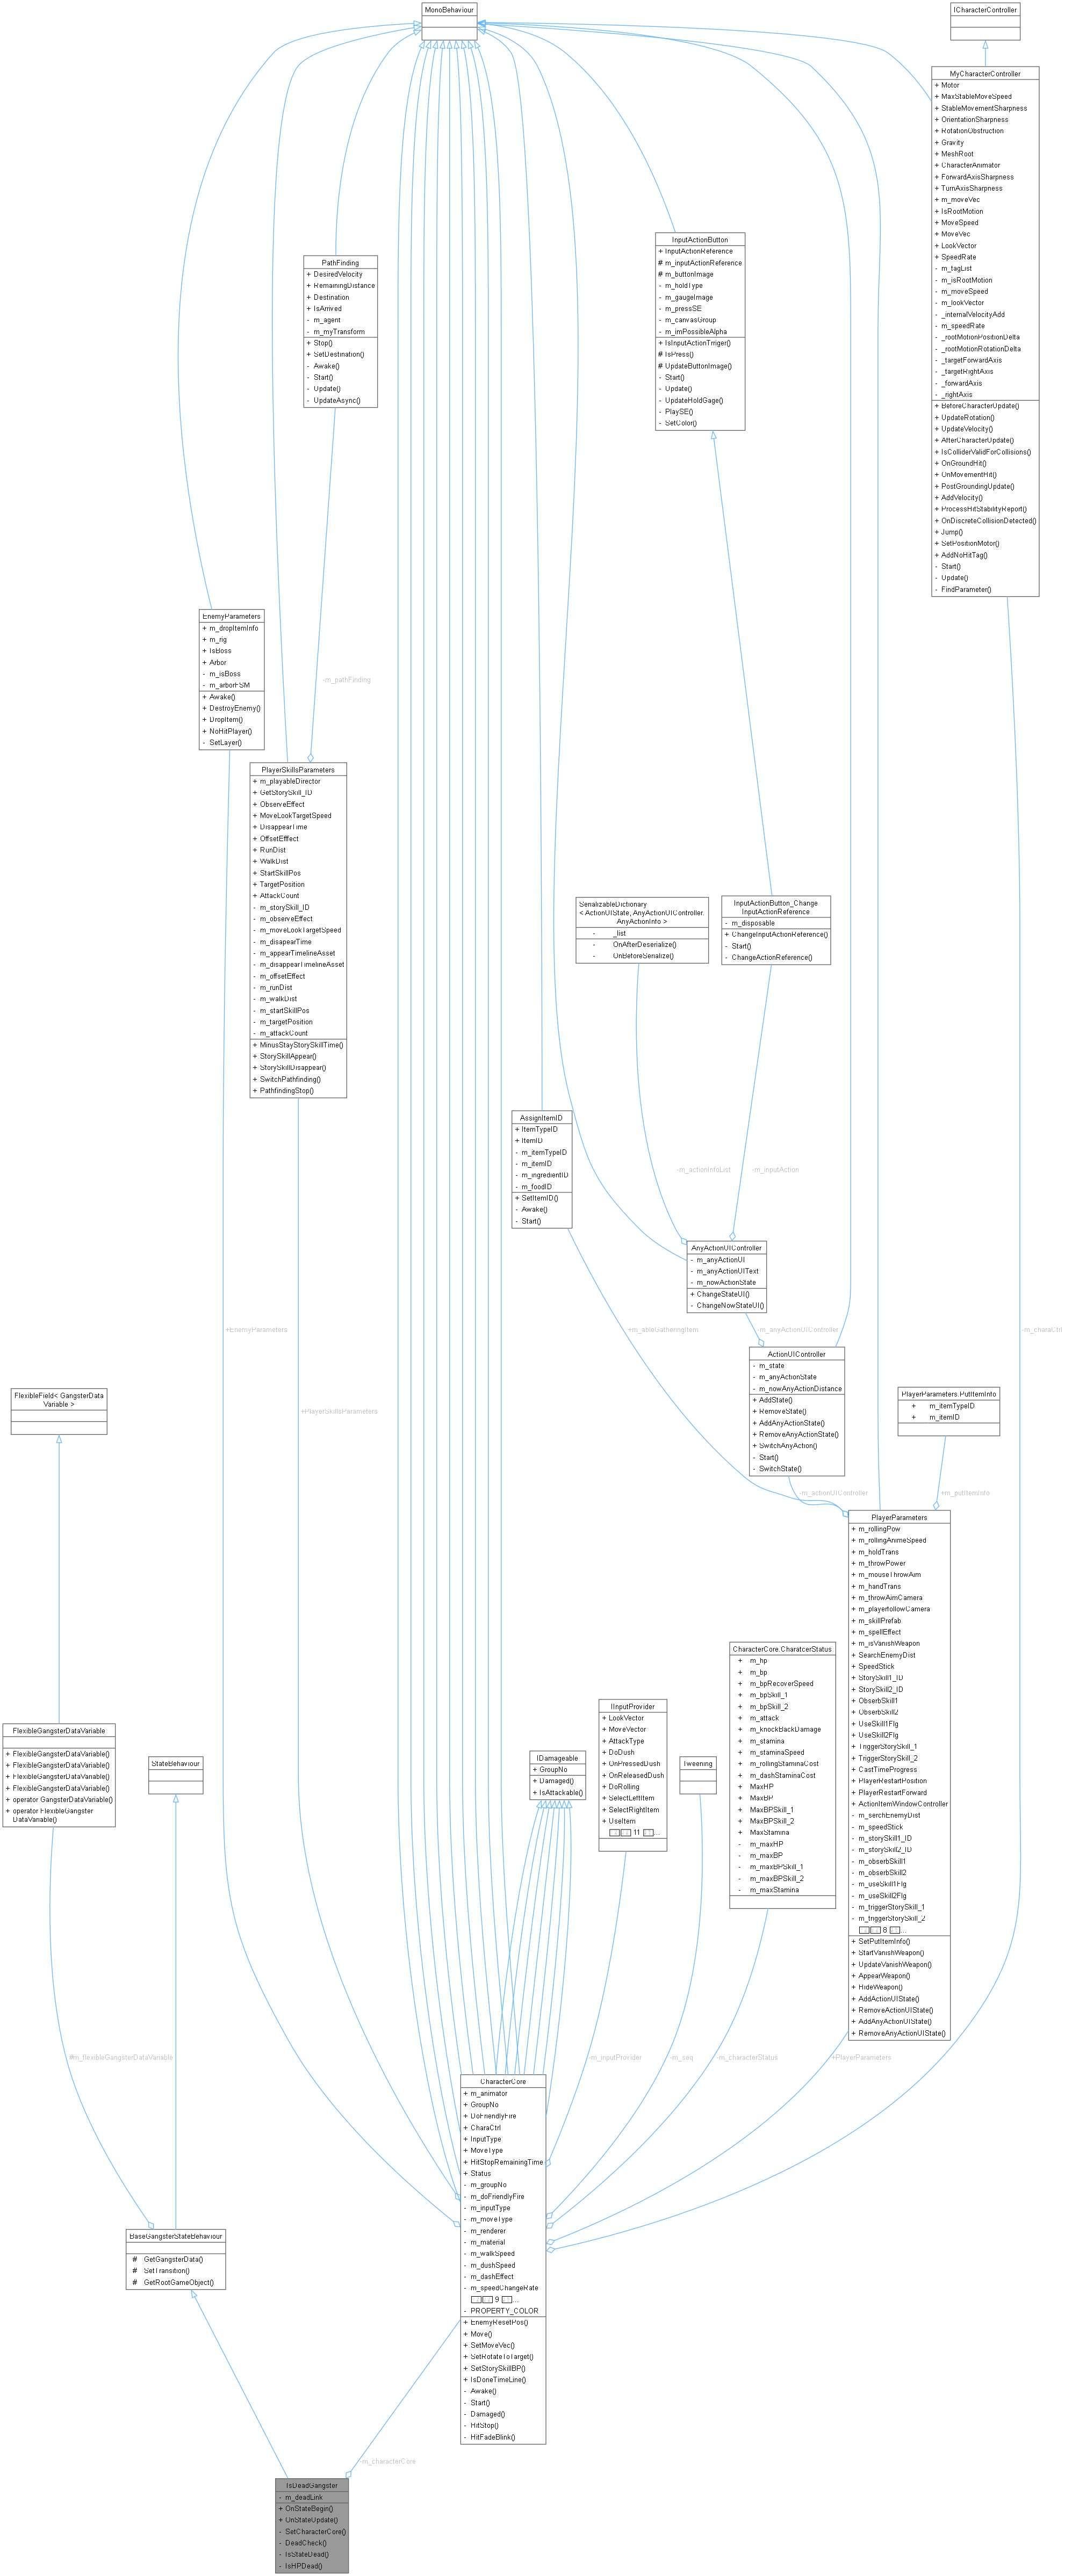 MonoBehaviour
ICharacterController
MyCharacterController
+ Motor
+ MaxStableMoveSpeed
+ StableMovementSharpness
+ OrientationSharpness
+ RotationObstruction
+ Gravity
+ MeshRoot
+ CharacterAnimator
+ ForwardAxisSharpness
+ TurnAxisSharpness
+ m_moveVec
+ IsRootMotion
+ MoveSpeed
+ MoveVec
+ LookVector
+ SpeedRate
- m_tagList
- m_isRootMotion
- m_moveSpeed
- m_lookVector
- _internalVelocityAdd
- m_speedRate
- _rootMotionPositionDelta
- _rootMotionRotationDelta
- _targetForwardAxis
- _targetRightAxis
- _forwardAxis
- _rightAxis
+ BeforeCharacterUpdate()
+ UpdateRotation()
+ UpdateVelocity()
+ AfterCharacterUpdate()
+ IsColliderValidForCollisions()
+ OnGroundHit()
+ OnMovementHit()
+ PostGroundingUpdate()
+ AddVelocity()
+ ProcessHitStabilityReport()
+ OnDiscreteCollisionDetected()
+ Jump()
+ SetPositionMotor()
+ AddNoHitTag()
- Start()
- Update()
- FindParameter()
InputActionButton
+ InputActionReference
# m_inputActionReference
# m_buttonImage
- m_holdType
- m_gaugeImage
- m_pressSE
- m_canvasGroup
- m_imPossibleAlpha
+ IsInputActionTrriger()
# IsPress()
# UpdateButtonImage()
- Start()
- Update()
- UpdateHoldGage()
- PlaySE()
- SetColor()
PathFinding
+ DesiredVelocity
+ RemainingDistance
+ Destination
+ IsArrived
- m_agent
- m_myTransform
+ Stop()
+ SetDestination()
- Awake()
- Start()
- Update()
- UpdateAsync()
EnemyParameters
+ m_dropItemInfo
+ m_rig
+ IsBoss
+ Arbor
- m_isBoss
- m_arborFSM
+ Awake()
+ DestroyEnemy()
+ DropItem()
+ NoHitPlayer()
- SetLayer()
-m_pathFinding
PlayerSkillsParameters
+ m_playableDirector
+ GetStorySkill_ID
+ ObserveEffect
+ MoveLookTargetSpeed
+ DisappearTime
+ OffsetEfffect
+ RunDist
+ WalkDist
+ StartSkillPos
+ TargetPosition
+ AttackCount
- m_storySkill_ID
- m_observeEffect
- m_moveLookTargetSpeed
- m_disapearTime
- m_appearTimelineAsset
- m_disappearTimelineAsset
- m_offsetEffect
- m_runDist
- m_walkDist
- m_startSkillPos
- m_targetPosition
- m_attackCount
+ MinusStayStorySkillTime()
+ StorySkillAppear()
+ StorySkillDisappear()
+ SwitchPathfinding()
+ PathfindingStop()
SerializableDictionary
< ActionUIState, AnyActionUIController.
AnyActionInfo >
- _list
- OnAfterDeserialize()
- OnBeforeSerialize()
InputActionButton_Change
InputActionReference
- m_disposable
+ ChangeInputActionReference()
- Start()
- ChangeActionReference()
AssignItemID
+ ItemTypeID
+ ItemID
- m_itemTypeID
- m_itemID
- m_ingredientID
- m_foodID
+ SetItemID()
- Awake()
- Start()
-m_actionInfoList
-m_inputAction
AnyActionUIController
- m_anyActionUI
- m_anyActionUIText
- m_nowActionState
+ ChangeStateUI()
- ChangeNowStateUI()
+EnemyParameters
+m_ableGatheringItem
-m_anyActionUIController
-m_charaCtrl
ActionUIController
- m_state
- m_anyActionState
- m_nowAnyActionDistance
+ AddState()
+ RemoveState()
+ AddAnyActionState()
+ RemoveAnyActionState()
+ SwitchAnyAction()
- Start()
- SwitchState()
FlexibleField< GangsterData
Variable >
+PlayerSkillsParameters
PlayerParameters.PutItemInfo
+ m_itemTypeID
+ m_itemID
-m_actionUIController
+m_putItemInfo
PlayerParameters
+ m_rollingPow
+ m_rollingAnimeSpeed
+ m_holdTrans
+ m_throwPower
+ m_mouseThrowAim
+ m_handTrans
+ m_throwAimCamera
+ m_playerfollowCamera
+ m_skillPrefab
+ m_spellEffect
+ m_isVanishWeapon
+ SearchEnemyDist
+ SpeedStick
+ StorySkill1_ID
+ StorySkill2_ID
+ ObserbSkill1
+ ObserbSkill2
+ UseSkill1Flg
+ UseSkill2Flg
+ TriggerStorySkill_1
+ TriggerStorySkill_2
+ CastTimeProgress
+ PlayerRestartPosition
+ PlayerRestartForward
+ ActionItemWindowController
- m_serchEnemyDist
- m_speedStick
- m_storySkill1_ID
- m_storySkill2_ID
- m_obserbSkill1
- m_obserbSkill2
- m_useSkill1Flg
- m_useSkill2Flg
- m_triggerStorySkill_1
- m_triggerStorySkill_2
8 ...
+ SetPutItemInfo()
+ StartVanishWeapon()
+ UpdateVanishWeapon()
+ AppearWeapon()
+ HideWeapon()
+ AddActionUIState()
+ RemoveActionUIState()
+ AddAnyActionUIState()
+ RemoveAnyActionUIState()
CharacterCore.CharatcerStatus
+ m_hp
+ m_bp
+ m_bpRecoverSpeed
+ m_bpSkill_1
+ m_bpSkill_2
+ m_attack
+ m_knockBackDamage
+ m_stamina
+ m_staminaSpeed
+ m_rollingStaminaCost
+ m_dashStaminaCost
+ MaxHP
+ MaxBP
+ MaxBPSkill_1
+ MaxBPSkill_2
+ MaxStamina
- m_maxHP
- m_maxBP
- m_maxBPSkill_1
- m_maxBPSkill_2
- m_maxStamina
IInputProvider
+ LookVector
+ MoveVector
+ AttackType
+ DoDush
+ OnPressedDush
+ OnReleasedDush
+ DoRolling
+ SelectLeftItem
+ SelectRightItem
+ UseItem
11 ...
FlexibleGangsterDataVariable
+ FlexibleGangsterDataVariable()
+ FlexibleGangsterDataVariable()
+ FlexibleGangsterDataVariable()
+ FlexibleGangsterDataVariable()
+ operator GangsterDataVariable()
+ operator FlexibleGangster
DataVariable()
StateBehaviour
IDamageable
+ GroupNo
+ Damaged()
+ IsAttackable()
Tweening
#m_flexibleGangsterDataVariable
-m_inputProvider
-m_seq
-m_characterStatus
+PlayerParameters
CharacterCore
+ m_animator
+ GroupNo
+ DoFriendlyFire
+ CharaCtrl
+ InputType
+ MoveType
+ HitStopRemainingTime
+ Status
- m_groupNo
- m_doFriendlyFire
- m_inputType
- m_moveType
- m_renderer
- m_material
- m_walkSpeed
- m_dushSpeed
- m_dashEffect
- m_speedChangeRate
9 ...
- PROPERTY_COLOR
+ EnemyResetPos()
+ Move()
+ SetMoveVec()
+ SetRotateToTarget()
+ SetStorySkillBP()
+ IsDoneTimeLine()
- Awake()
- Start()
- Damaged()
- HitStop()
- HitFadeBlink()
BaseGangsterStateBehaviour
# GetGangsterData()
# SetTransition()
# GetRootGameObject()
-m_characterCore
IsDeadGangster
- m_deadLink
+ OnStateBegin()
+ OnStateUpdate()
- SetCharacterCore()
- DeadCheck()
- IsStateDead()
- IsHPDead()